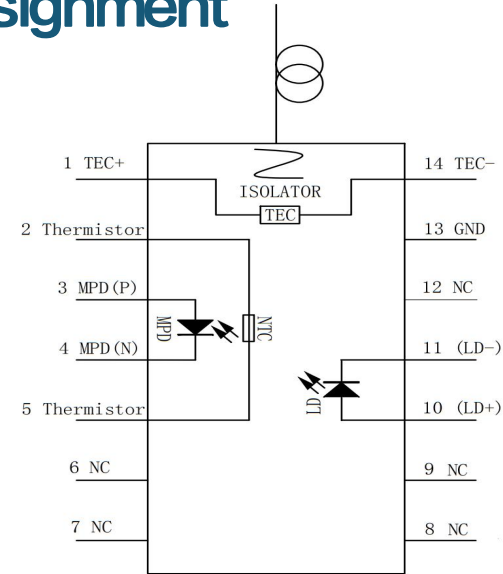 signment
1 TEC+
14 TEC-
ISOLATOR
TEC
2 Thermistor
13 GND
3 MPD(P)
12 NC
MPD
NTC
4 MPD(N)
11 (LD-)
LD
5 Thermistor
10 (LD+)
6 NC
9 NC
7 NC
8 NC